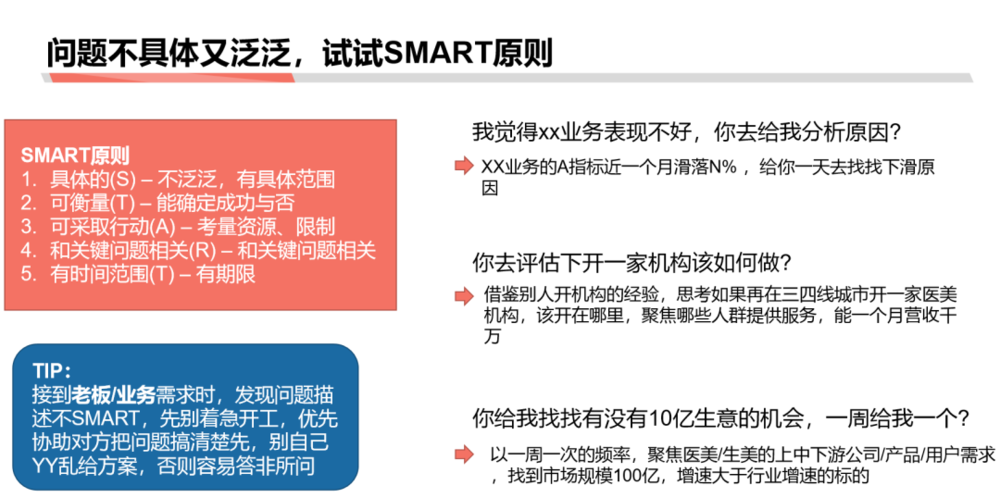 问题不具体又泛泛，试试SMART原则
SMART原则
1. 具体的(S) – 不泛泛，有具体范围
2. 可衡量(T) – 能确定成功与否
3. 可采取行动(A) – 考量资源、限制
4. 和关键问题相关(R) – 和关键问题相关
5. 有时间范围(T) – 有期限
TIP：
接到老板/业务需求时，发现问题描
述不SMART，先别着急开工，优先
协助对方把问题搞清楚先，别自己
YY乱给方案，否则容易答非所问
我觉得xx业务表现不好，你去给我分析原因？
XX业务的A指标近一个月滑落N% ，给你一天去找找下滑原
因
你去评估下开一家机构该如何做？
借鉴别人开机构的经验，思考如果再在三四线城市开一家医美
机构，该开在哪里，聚焦哪些人群提供服务，能一个月营收千
万
你给我找找有没有10亿生意的机会，一周给我一个？
以一周一次的频率，聚焦医美/生美的上中下游公司/产品/用户需求
，找到市场规模100亿，增速大于行业增速的标的